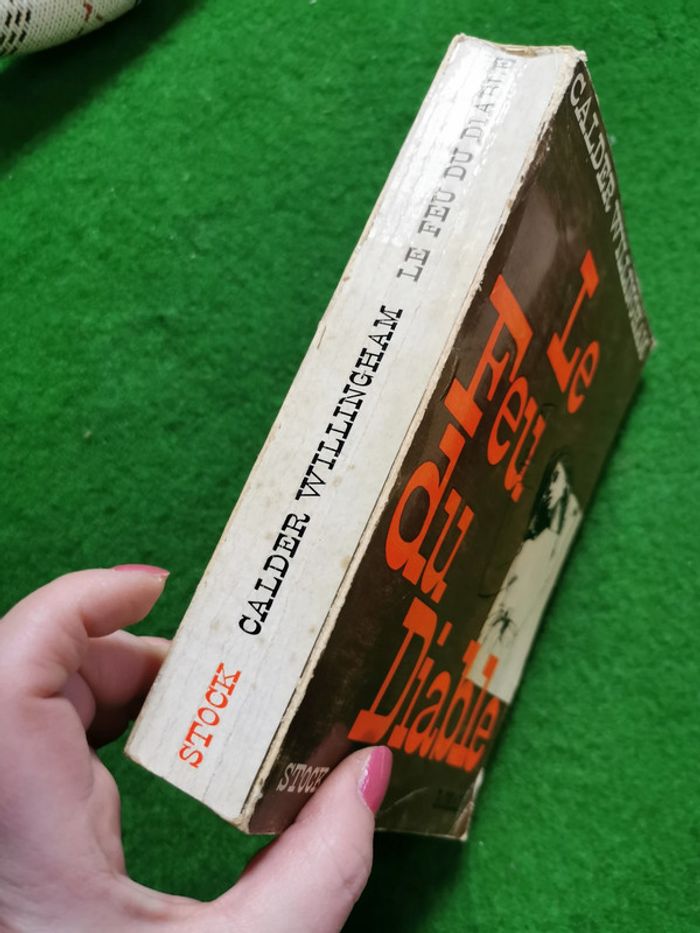 STOCK
CALDER WILLINGHAM
LE FEU DU DIABLE
CALDER WILLINGHAM
Le
Feu
du
Diable
STOCK